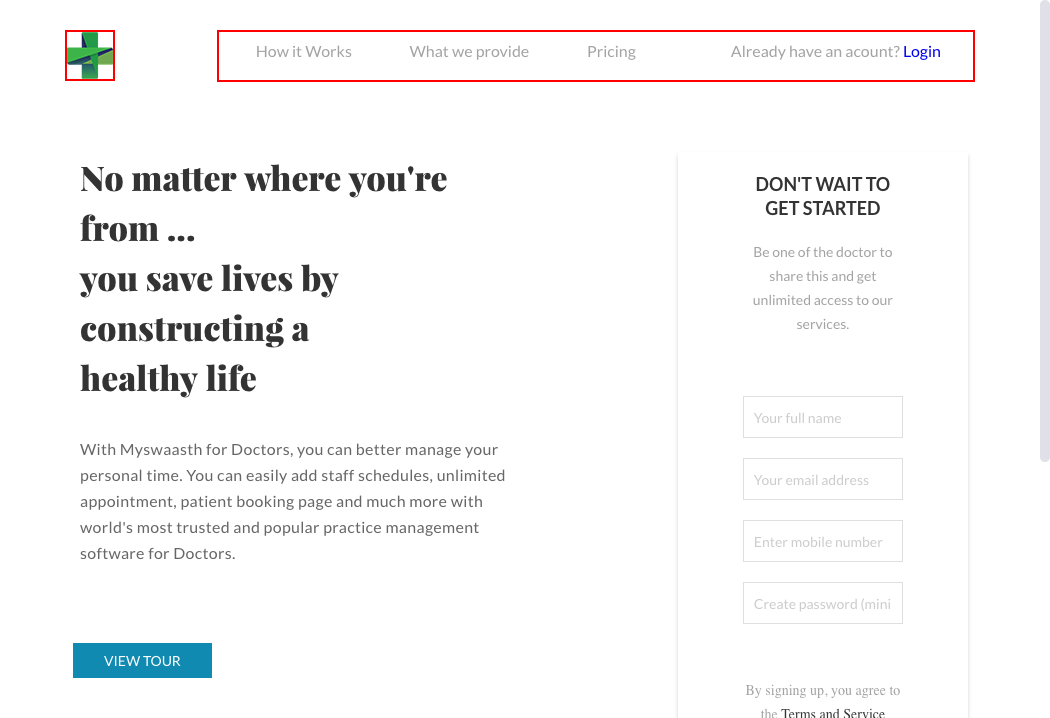 How it Works
What we provide
Pricing
Already have an acount? Login
No matter where you're
from ...
you save lives by
constructing a
healthy life
With Myswaasth for Doctors, you can better manage your
personal time. You can easily add staff schedules, unlimited
appointment, patient booking page and much more with
world's most trusted and popular practice management
software for Doctors.
VIEW TOUR
DON'T WAIT TO
GET STARTED
Be one of the doctor to
share this and get
unlimited access to our
services.
Your full name
Your email address
Enter mobile number
Create password (mini
By signing up, you agree to
the Terms and Service